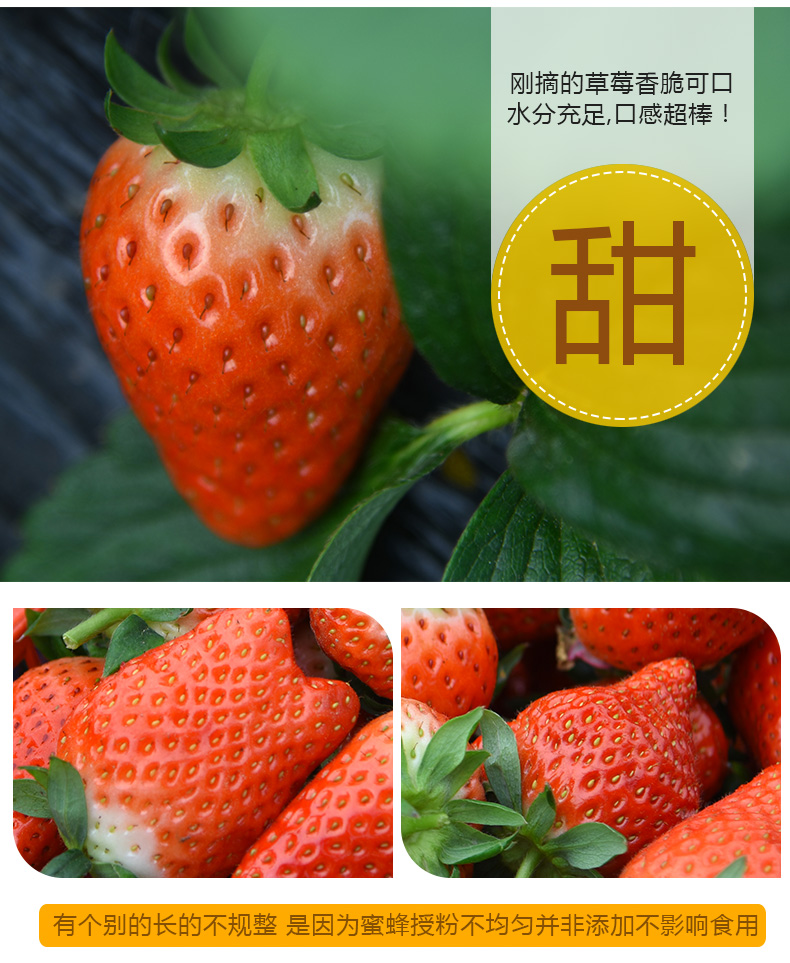 刚摘的草莓香脆可口
水分充足,口感超棒！
甜
有个别的长的不规整 是因为蜜蜂授粉不均匀并非添加不影响食用